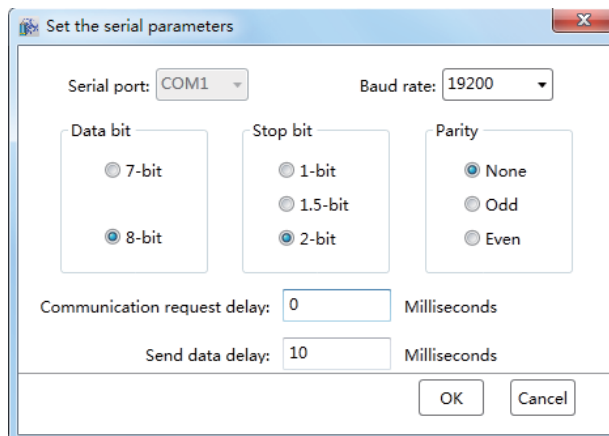 Set the serial parameters
Serial port: COM1 Baud rate: 19200
Data bit Stop bit Parity
7-bit 1-bit None
1.5-bit Odd
8-bit 2-bit Even
Communication request delay: 0 Milliseconds
Send data delay: 10 Milliseconds
OK Cancel